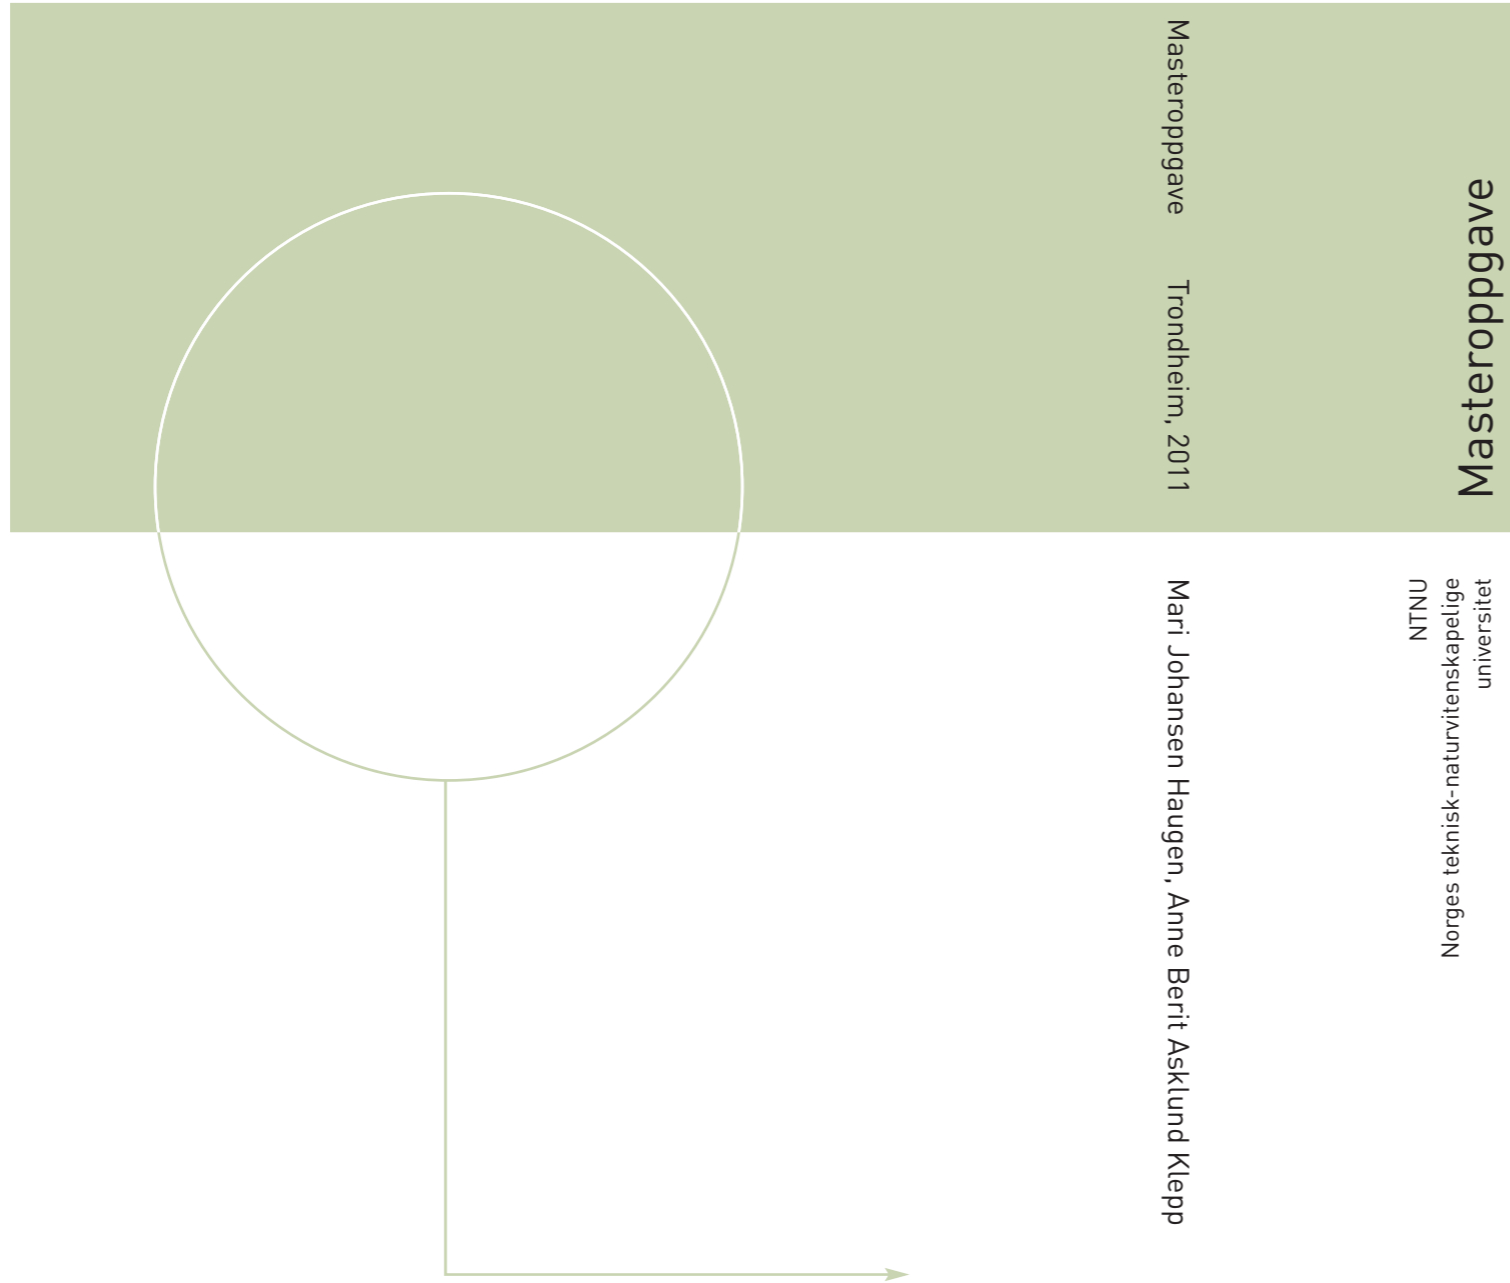 Masteroppgave
Trondheim, 2011
Mari Johansen Haugen, Anne Berit Asklund Klepp
Masteroppgave
NTNU
Norges teknisk-naturvitenskapelige
universitet